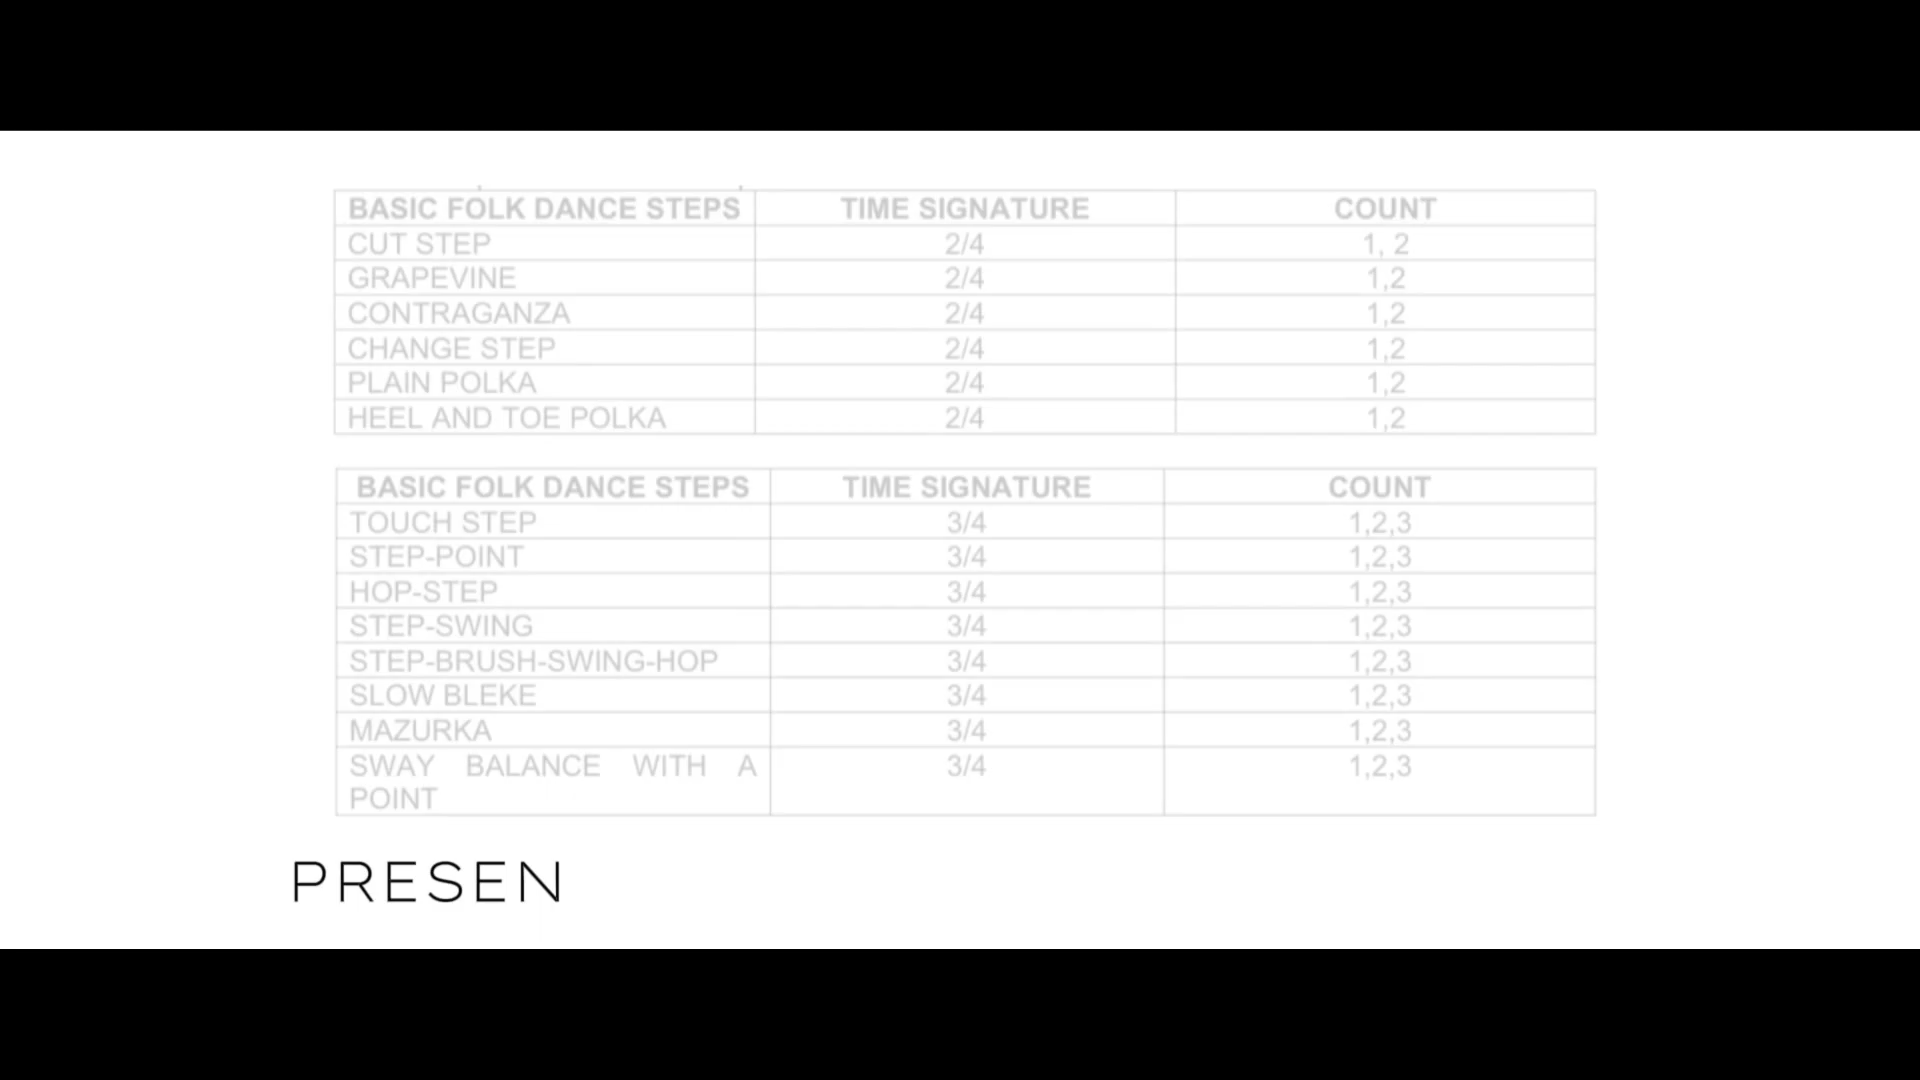 BASIC FOLK DANCE STEPS TIME SIGNATURE COUNT
CUT STEP 2/4 1, 2
GRAPEVINE 2/4 1,2
CONTRAGANZA 2/4 1,2
CHANGE STEP 2/4 1,2
PLAIN POLKA 2/4 1,2
HEEL AND TOE POLKA 2/4 1,2
BASIC FOLK DANCE STEPS TIME SIGNATURE COUNT
TOUCH STEP 3/4 1,2,3
STEP-POINT 3/4 1,2,3
HOP-STEP 3/4 1,2,3
STEP-SWING 3/4 1,2,3
STEP-BRUSH-SWING-HOP 3/4 1,2,3
SLOW BLEKE 3/4 1,2,3
MAZURKA 3/4 1,2,3
SWAY BALANCE WITH A 3/4 1,2,3
POINT
PRESEN